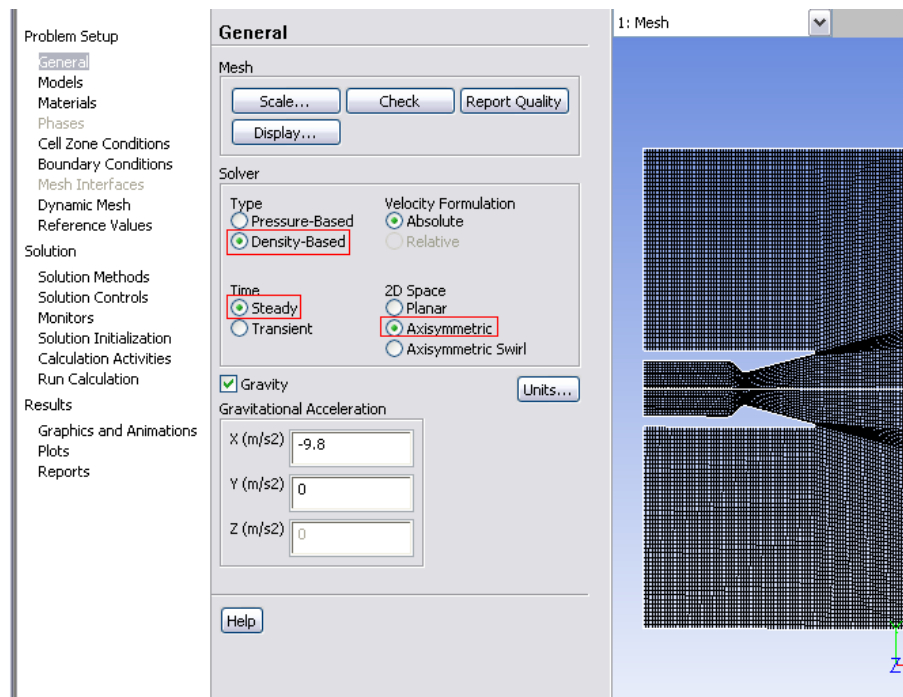 Problem Setup
General
Models
Materials
Phases
Cell Zone Conditions
Boundary Conditions
Mesh Interfaces
Dynamic Mesh
Reference Values
Solution
Solution Methods
Solution Controls
Monitors
Solution Initialization
Calculation Activities
Run Calculation
Results
Graphics and Animations
Plots
Reports
General
Mesh
Scale... Check Report Quality
Display...
Solver
Type Velocity Formulation
Pressure-Based Absolute
Density-Based Relative
Time 2D Space
Steady Planar
Transient Axisymmetric
Axisymmetric Swirl
Gravity Units...
Gravitational Acceleration
X (m/s2) -9.8
Y (m/s2) 0
Z (m/s2) 0
Help
1: Mesh
Z